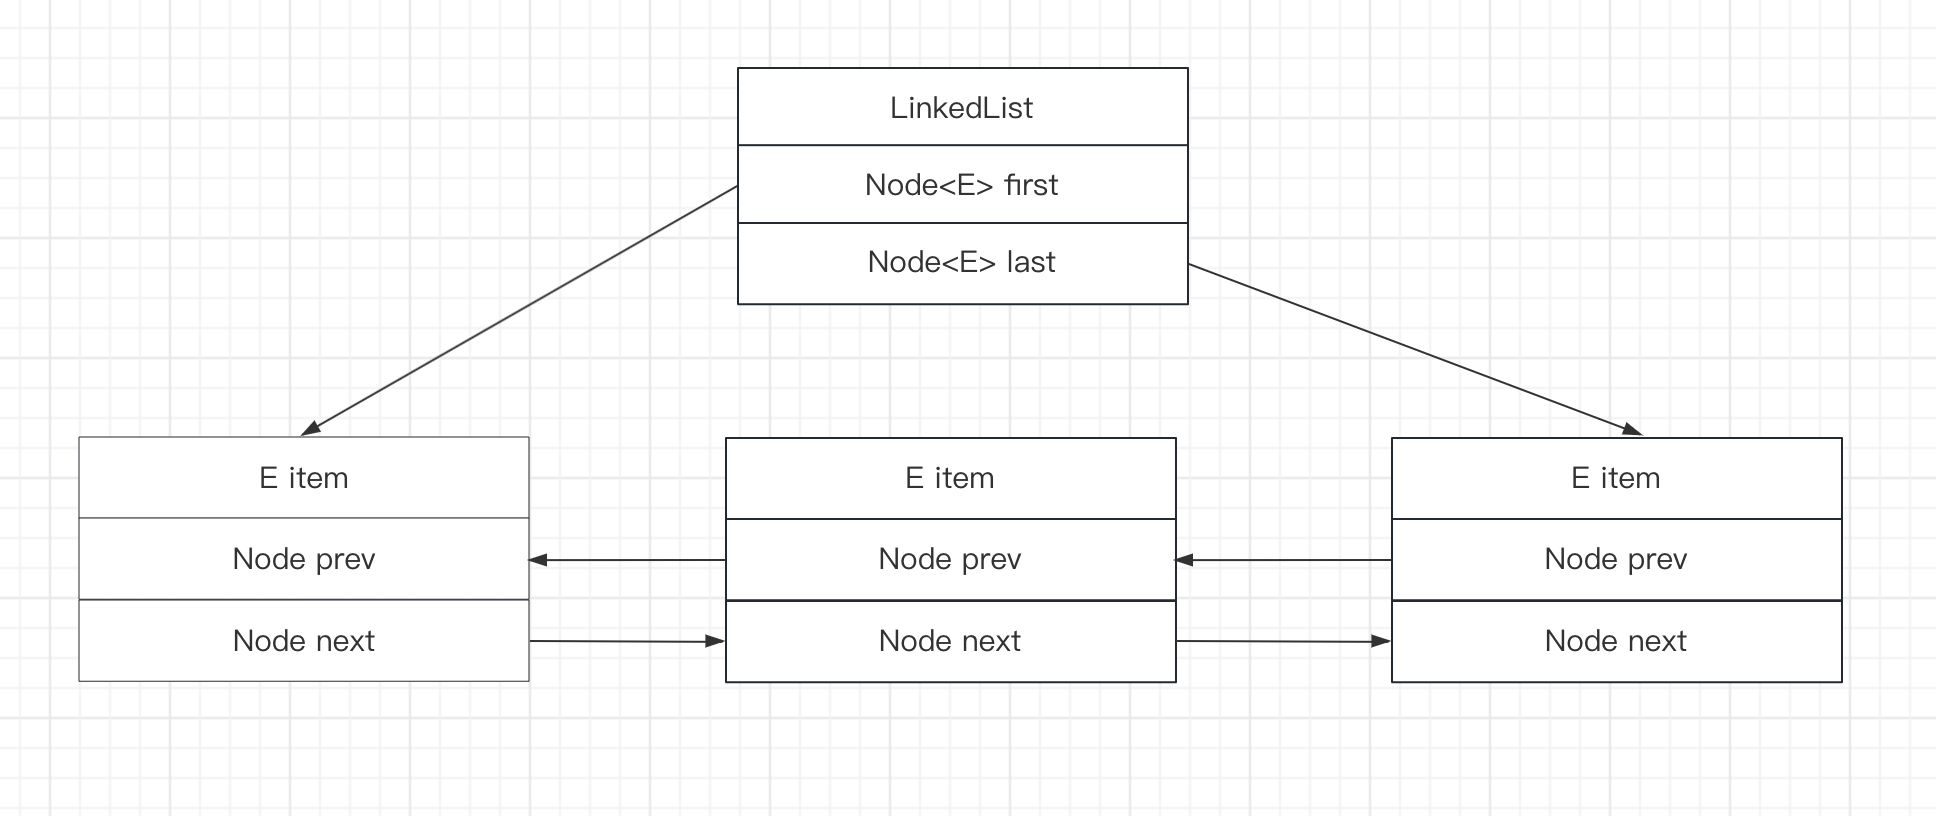 LinkedList
Node<E> first
Node<E> last
E item
Node prev
Node next
E item
Node prev
Node next
E item
Node prev
Node next